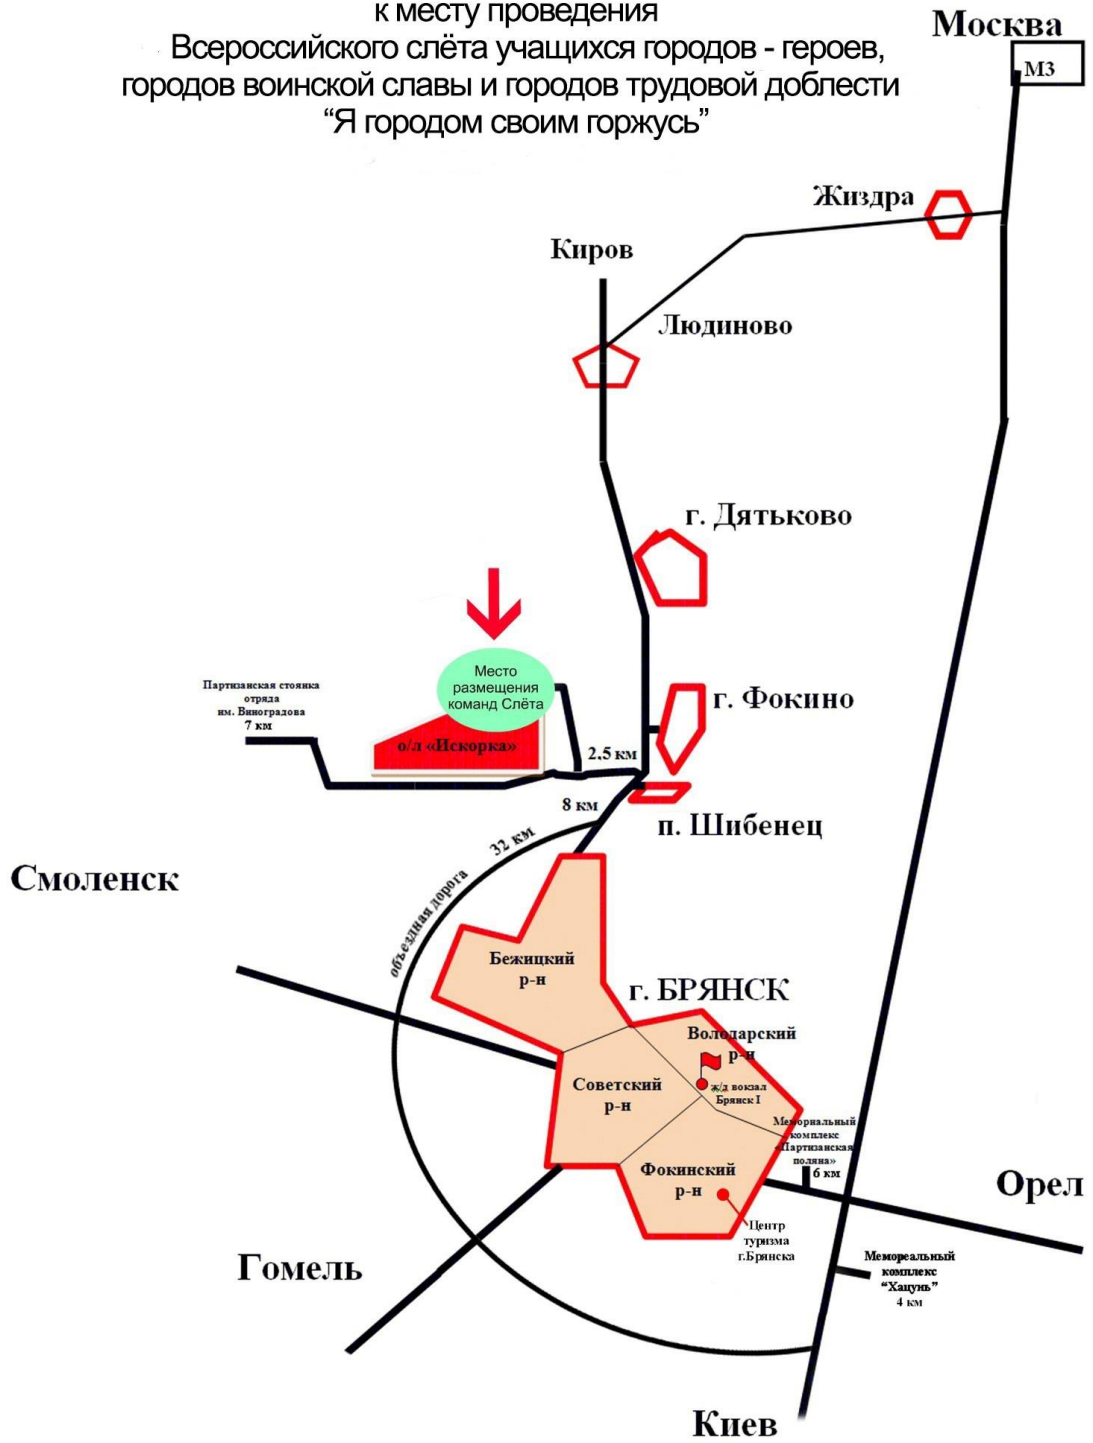 к месту проведения
Всероссийского слёта учащихся городов - героев,
городов воинской славы и городов трудовой доблести
“Я городом своим горжусь”
Москва
М3
Жиздра
Киров
Людиново
г. Дятьково
Место
размещения
команд Слёта
Партизанская стоянка
отряда
им. Виноградова
7 км
г. Фокино
о/л «Искорка»
2,5 км
8 км
п. Шибенец
32 км
объездная дорога
Смоленск
Бежицкий
р-н
г. БРЯНСК
Володарский
р-н
Советский
р-н
ж/д вокзал
Брянск I
Мемориальный
комплекс
«Партизанская
поляна»
6 км
Фокинский
р-н
Орел
Центр
туризма
г.Брянска
Гомель
Мемореальный
комплекс
“Хацунь”
4 км
Киев